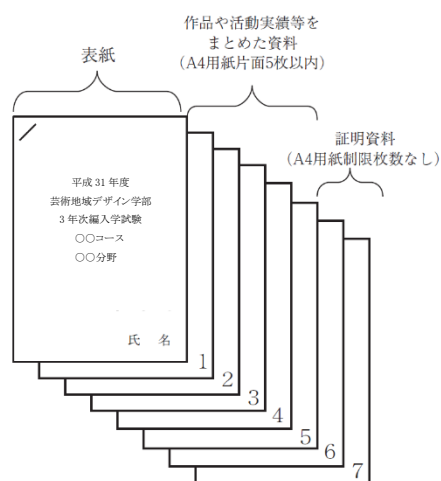 作品や活動実績等を
まとめた資料
（A4用紙片面5枚以内）
表紙
証明資料
（A4用紙制限枚数なし）
平成 31 年度
芸術地域デザイン学部
3 年次編入学試験
○○コース
○○分野
氏 名
1
2
3
4
5
6
7